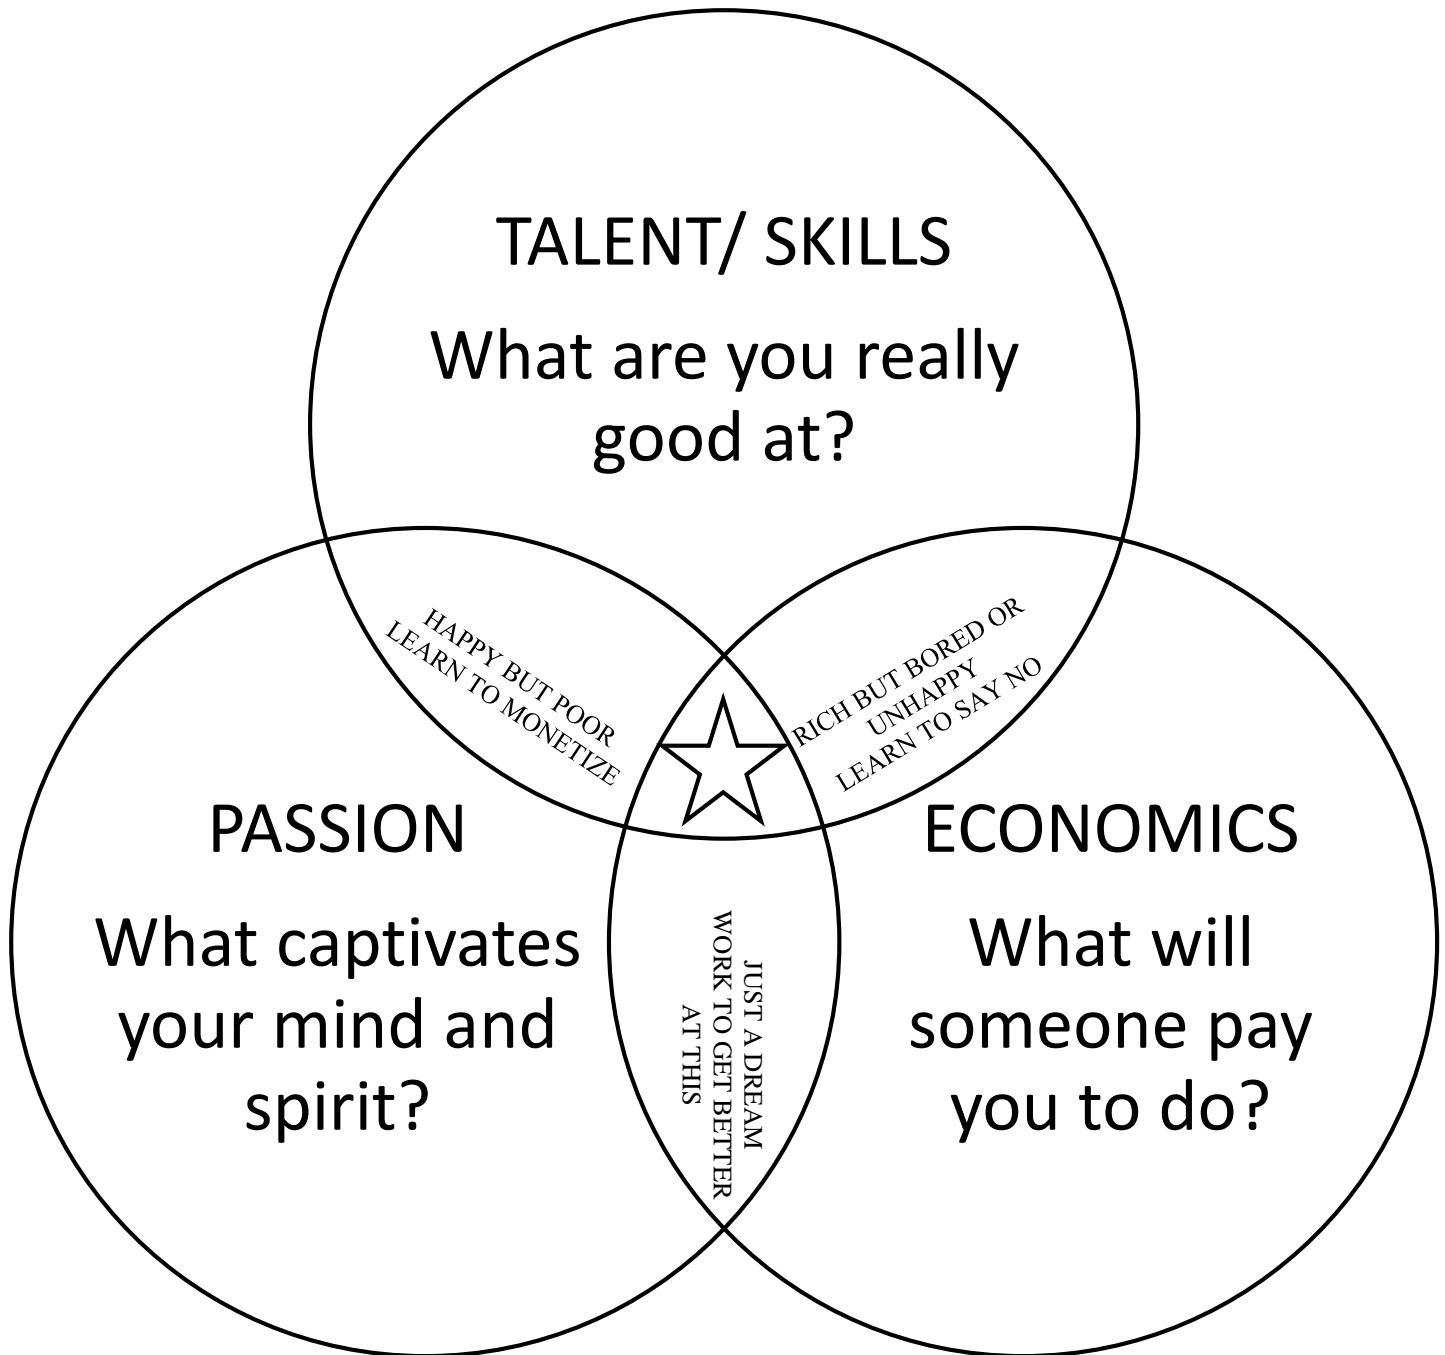 TALENT/ SKILLS
What are you really
good at?
HAPPY BUT POOR
LEARN TO MONETIZE
RICH BUT BORED OR
UNHAPPY
LEARN TO SAY NO
PASSION
What captivates
your mind and
spirit?
ECONOMICS
What will
someone pay
you to do?
JUST A DREAM
WORK TO GET BETTER
AT THIS